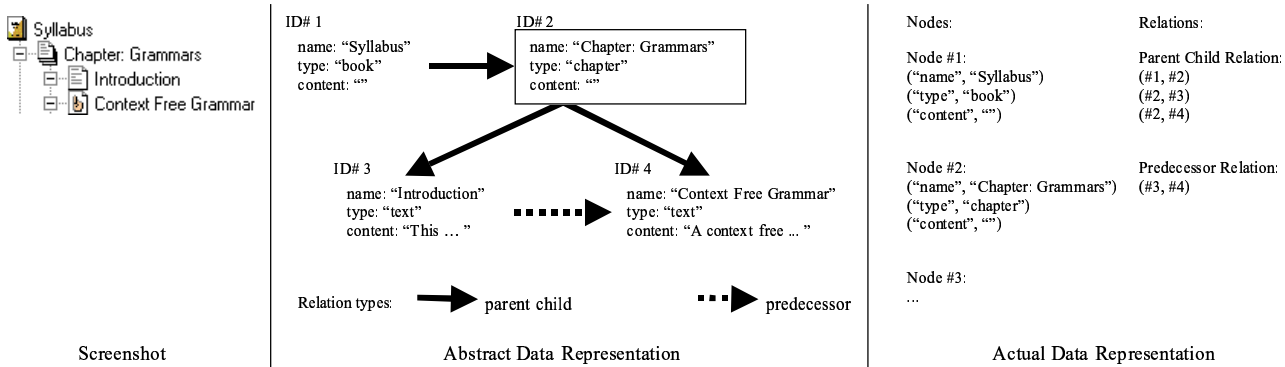 Syllabus
Chapter: Grammars
Introduction
Context Free Grammar
Screenshot
ID# 1
name: “Syllabus”
type: “book”
content: “”
ID# 2
name: “Chapter: Grammars”
type: “chapter”
content: “”
ID# 3
name: “Introduction”
type: “text”
content: “This … ”
ID# 4
name: “Context Free Grammar”
type: “text”
content: “A context free ... ”
Relation types:
parent child
predecessor
Abstract Data Representation
Nodes:
Node #1:
(“name”, “Syllabus”)
(“type”, “book”)
(“content”, “”)
Node #2:
(“name”, “Chapter: Grammars”)
(“type”, “chapter”)
(“content”, “”)
Node #3:
...
Relations:
Parent Child Relation:
(#1, #2)
(#2, #3)
(#2, #4)
Predecessor Relation:
(#3, #4)
Actual Data Representation